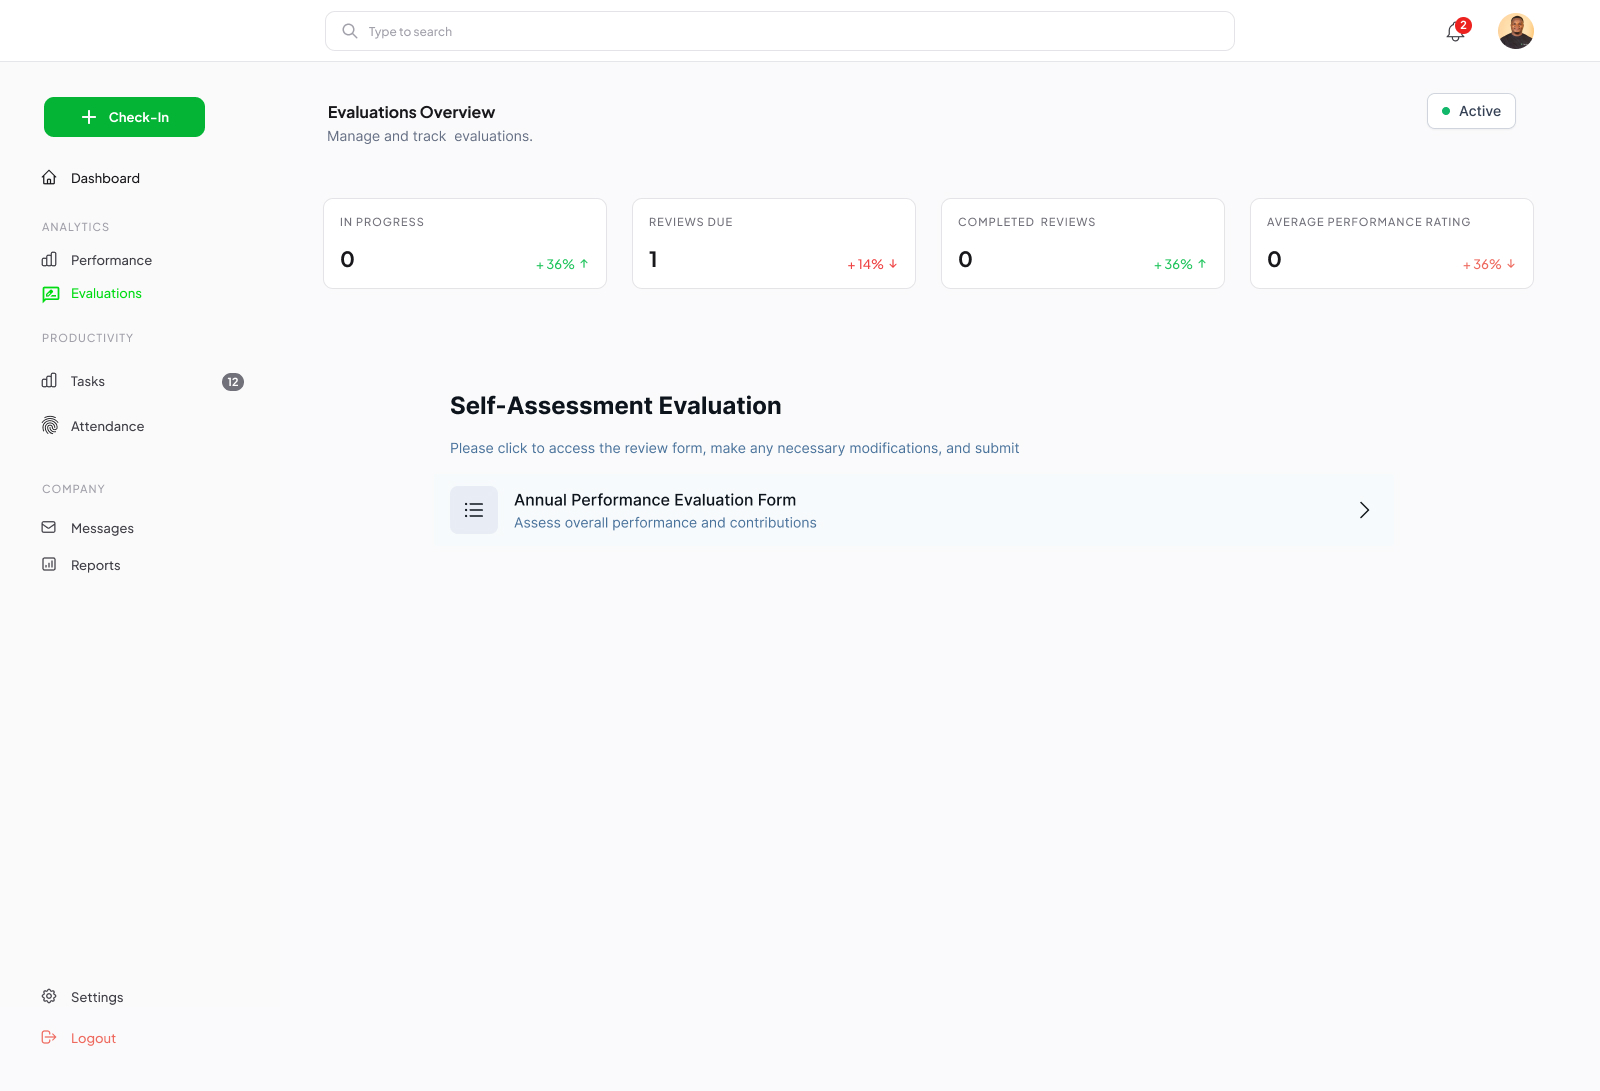 Type to search
2
Check-In
Dashboard
ANALYTICS
Performance
Evaluations
PRODUCTIVITY
Tasks
12
Attendance
COMPANY
Messages
Reports
Settings
Logout
Evaluations Overview
Manage and track evaluations.
Active
IN PROGRESS
0
+ 36% ↑
REVIEWS DUE
1
+ 14% ↓
COMPLETED REVIEWS
0
+ 36% ↑
AVERAGE PERFORMANCE RATING
0
+ 36% ↓
Self-Assessment Evaluation
Please click to access the review form, make any necessary modifications, and submit
Annual Performance Evaluation Form
Assess overall performance and contributions